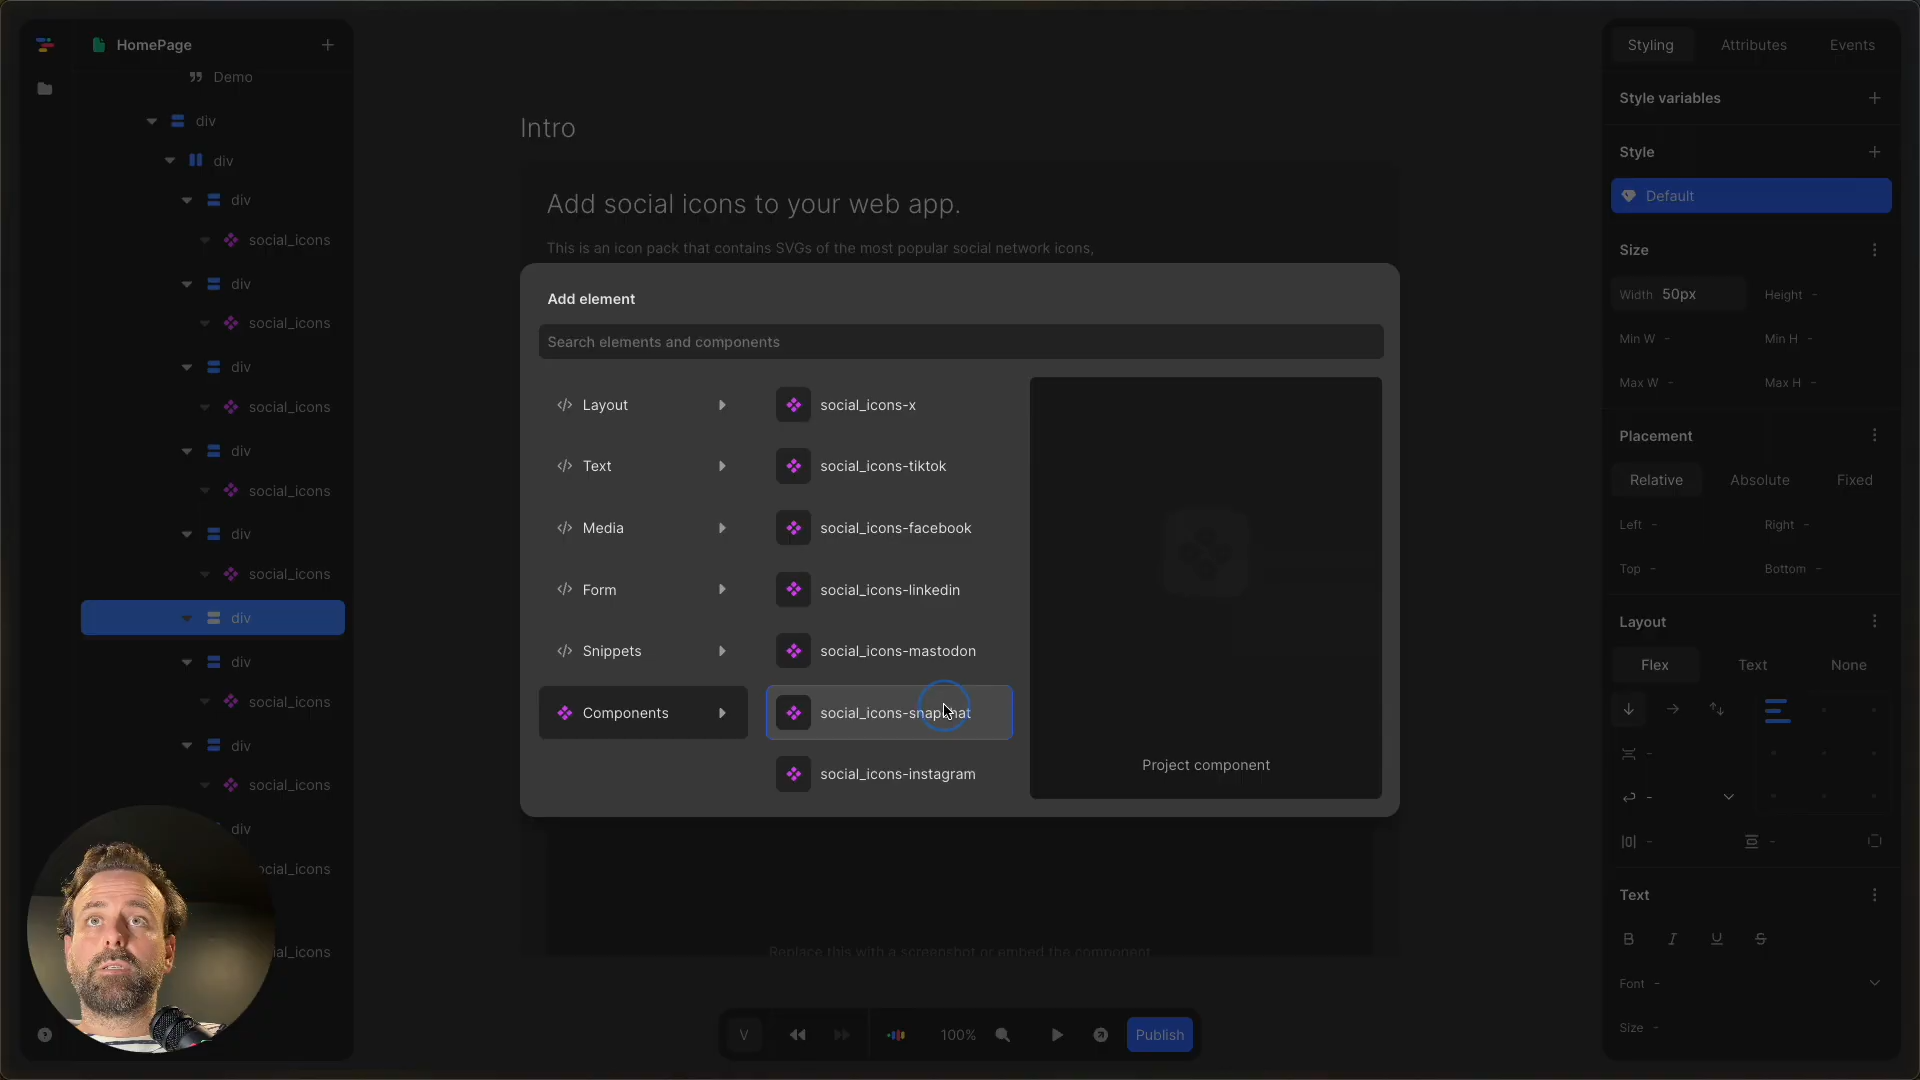 HomePage
Demo
div
div
div
social_icons
div
social_icons
div
social_icons
div
social_icons
div
social_icons
div
div
social_icons
div
social_icons
div
social_icons
Intro
Add social icons to your web app.
This is an icon pack that contains SVGs of the most popular social network icons,
Add element
Search elements and components
Layout
Text
Media
Form
Snippets
Components
social_icons-x
social_icons-tiktok
social_icons-facebook
social_icons-linkedin
social_icons-mastodon
social_icons-snapchat
social_icons-instagram
Project component
Replace this with a screenshot or embed the component
V
100%
Publish
Styling Attributes Events
Style variables
Style
Default
Size
Width 50px Height -
Min W - Min H -
Max W - Max H -
Placement
Relative Absolute Fixed
Left - Right -
Top - Bottom -
Layout
Flex Text None
Text
B I U S
Font -
Size -